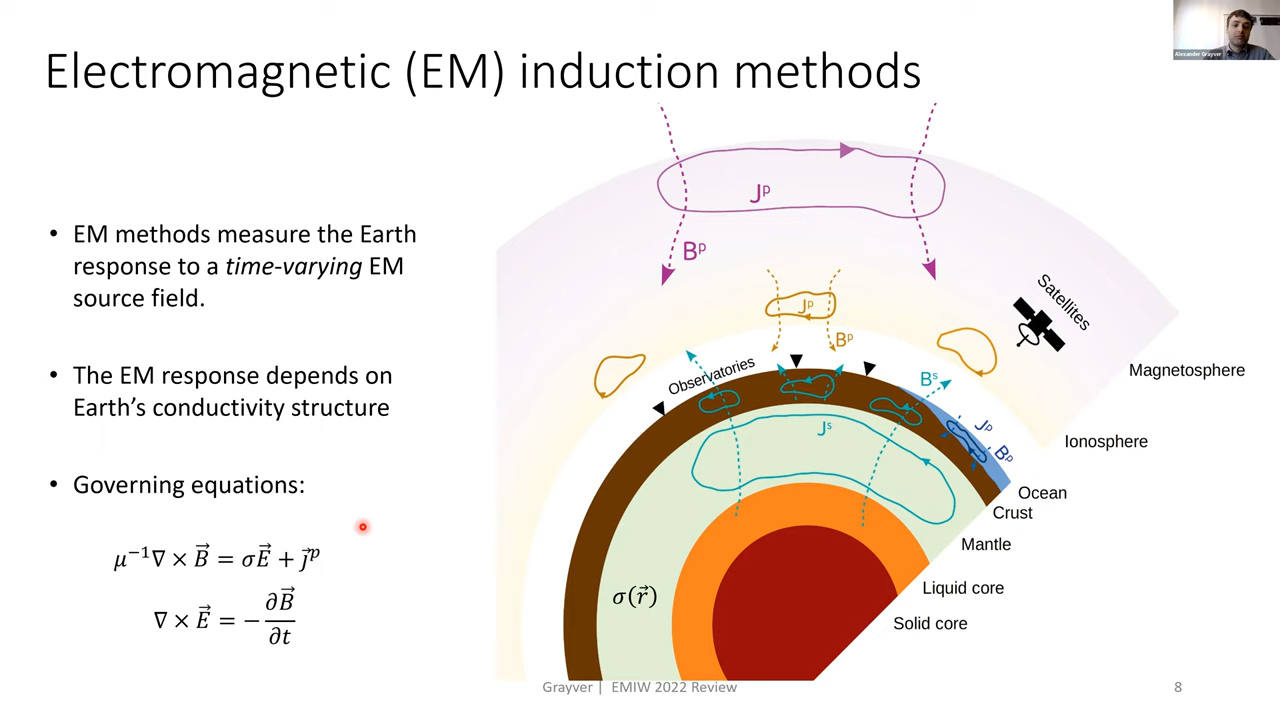 Alexander Grayver
Electromagnetic (EM) induction methods
• EM methods measure the Earth
response to a time-varying EM
source field.
• The EM response depends on
Earth’s conductivity structure
• Governing equations:
μ⁻¹∇ × B⃗ = σE⃗ + j⃗ᵖ
∇ × E⃗ = − ∂B⃗/∂t
Jᵖ
Bᵖ
Jᵖ
Bᵖ
Satellites
Observatories
Bˢ
Jˢ
Jᵖ
Bᵖ
Magnetosphere
Ionosphere
Ocean
Crust
Mantle
Liquid core
Solid core
σ(r⃗)
Grayver | EMIW 2022 Review
8